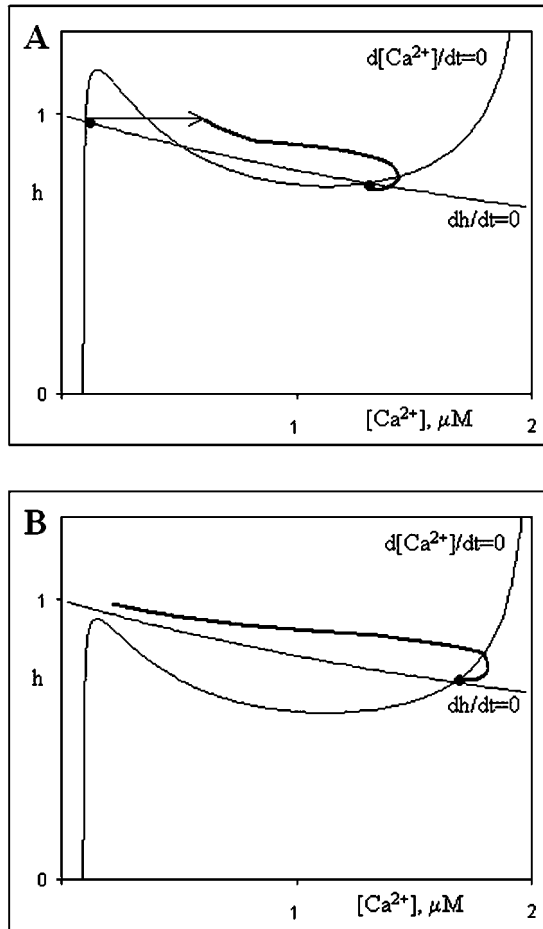 A
d[Ca²⁺]/dt=0
1
h
dh/dt=0
0
1
[Ca²⁺], μM
2
B
d[Ca²⁺]/dt=0
1
h
dh/dt=0
0
1
[Ca²⁺], μM
2